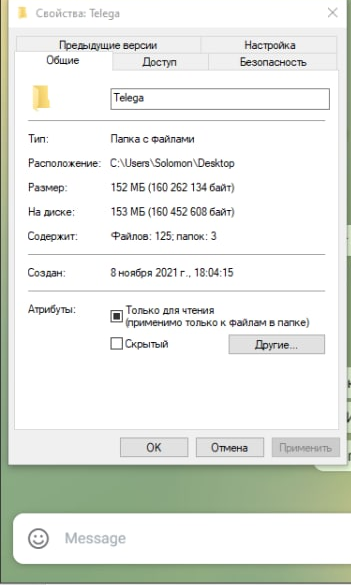 Свойства: Telega
Предыдущие версии
Настройка
Общие
Доступ
Безопасность
Telega
Тип: Папка с файлами
Расположение: C:\Users\Solomon\Desktop
Размер: 152 МБ (160 262 134 байт)
На диске: 153 МБ (160 452 608 байт)
Содержит: Файлов: 125; папок: 3
Создан: 8 ноября 2021 г., 18:04:15
Атрибуты: Только для чтения
(применимо только к файлам в папке)
Скрытый
Другие...
ОК
Отмена
Применить
Message